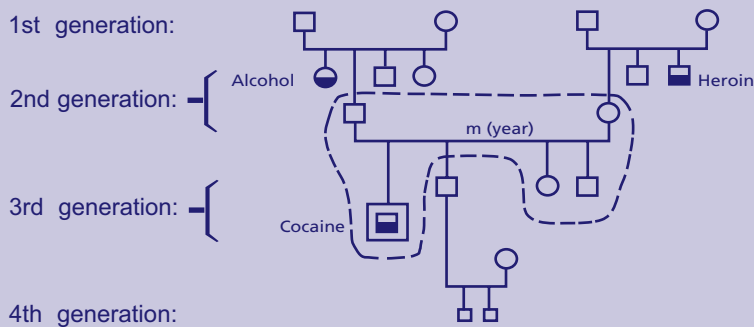 1st generation:
Alcohol
Heroin
2nd generation:
m (year)
3rd generation:
Cocaine
4th generation: